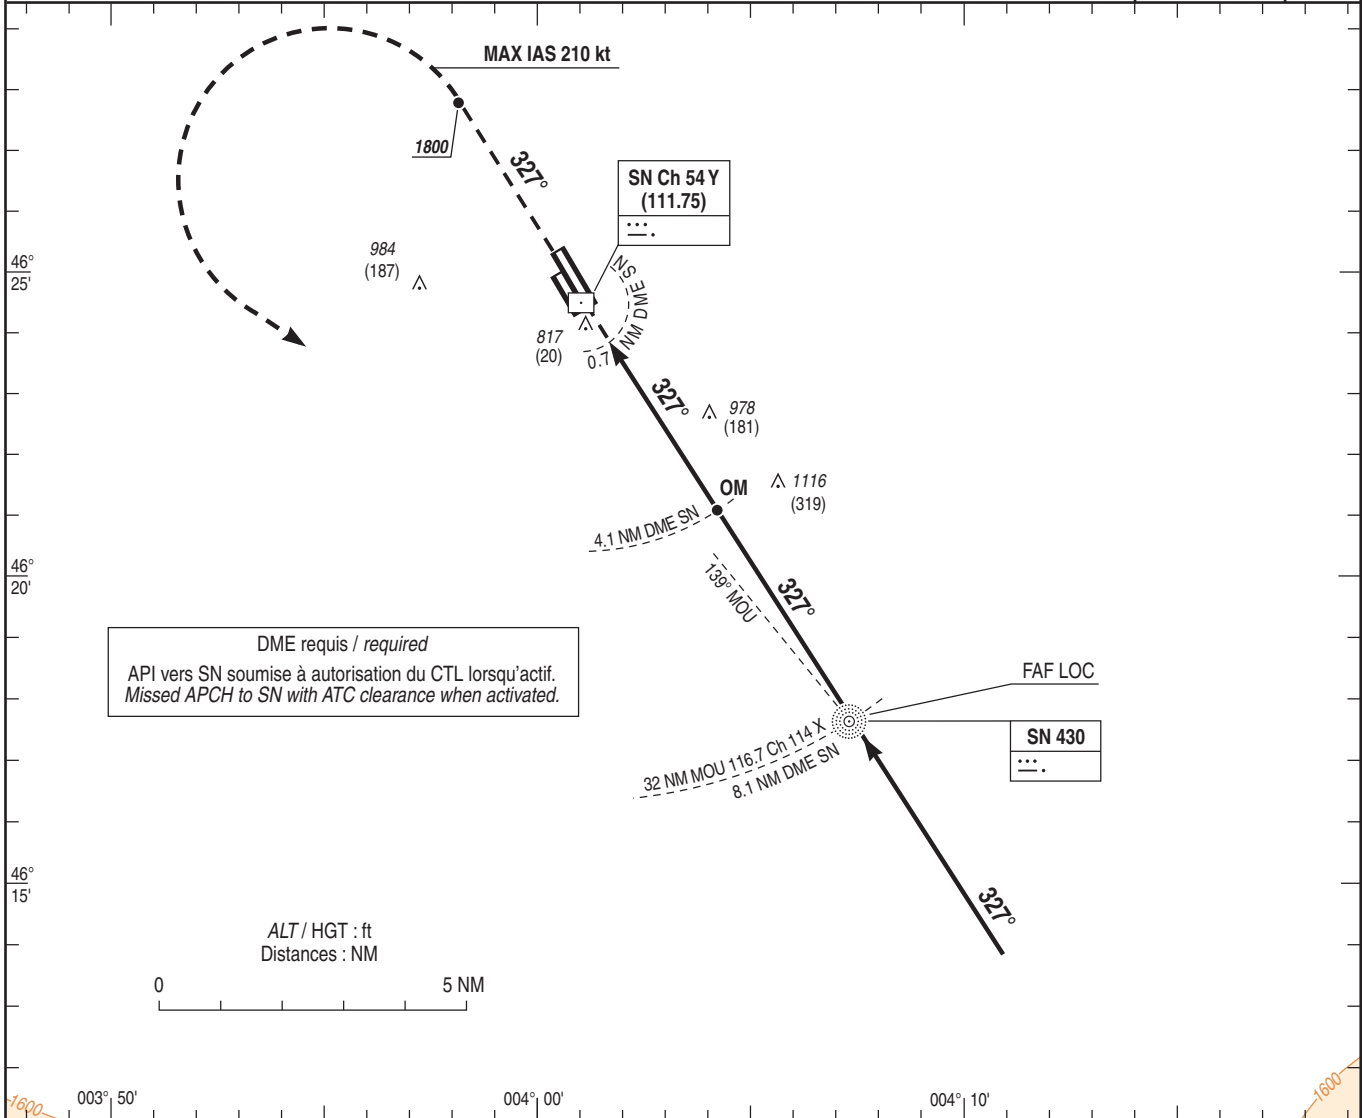 MAX IAS 210 kt
1800
327°
SN Ch 54 Y
(111.75)
984
(187)
46°
25'
817
(20)
0.7 NM DME SN
327°
978
(181)
OM
1116
(319)
4.1 NM DME SN
46°
20'
139° MOU
327°
DME requis / required
API vers SN soumise à autorisation du CTL lorsqu'actif.
Missed APCH to SN with ATC clearance when activated.
FAF LOC
SN 430
32 NM MOU 116.7 Ch 114 X
8.1 NM DME SN
46°
15'
327°
ALT / HGT : ft
Distances : NM
0 5 NM
1600
003° 50'
004° 00'
004° 10'
1600